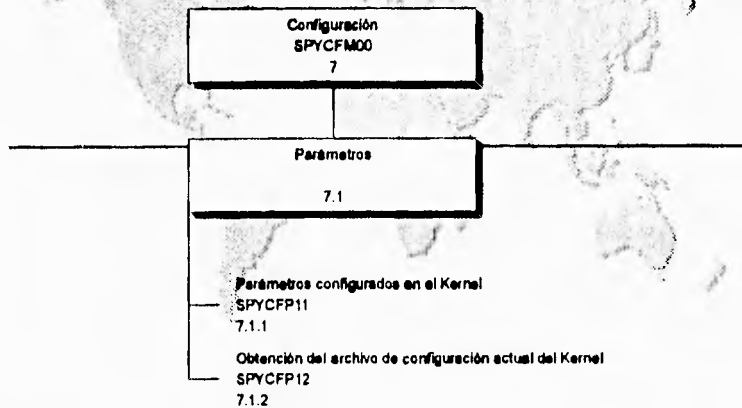 Configuración
SPYCFM00
7
Parámetros
7.1
Parámetros configurados en el Kernel
SPYCFP11
7.1.1
Obtención del archivo de configuración actual del Kernel
SPYCFP12
7.1.2